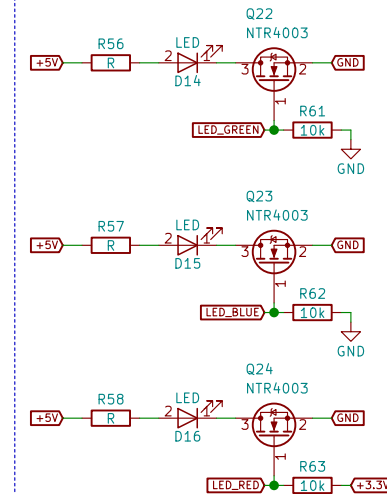 Q22
NTR4003
R56
LED
+5V
R
2
1
D14
3
2
GND
1
LED_GREEN
R61
10k
GND
Q23
NTR4003
R57
LED
+5V
R
2
1
D15
3
2
GND
1
LED_BLUE
R62
10k
GND
Q24
NTR4003
R58
LED
+5V
R
2
1
D16
3
2
GND
1
LED_RED
R63
10k
+3.3V